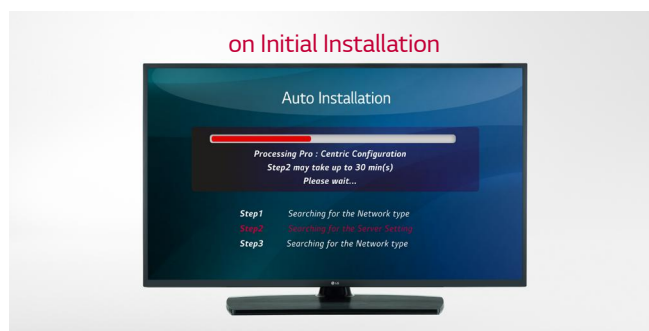 on Initial Installation
Auto Installation
Processing Pro : Centric Configuration
Step2 may take up to 30 min(s)
Please wait...
Step1 Searching for the Network type
Step2 Searching for the Server Setting
Step3 Searching for the Network type
LG